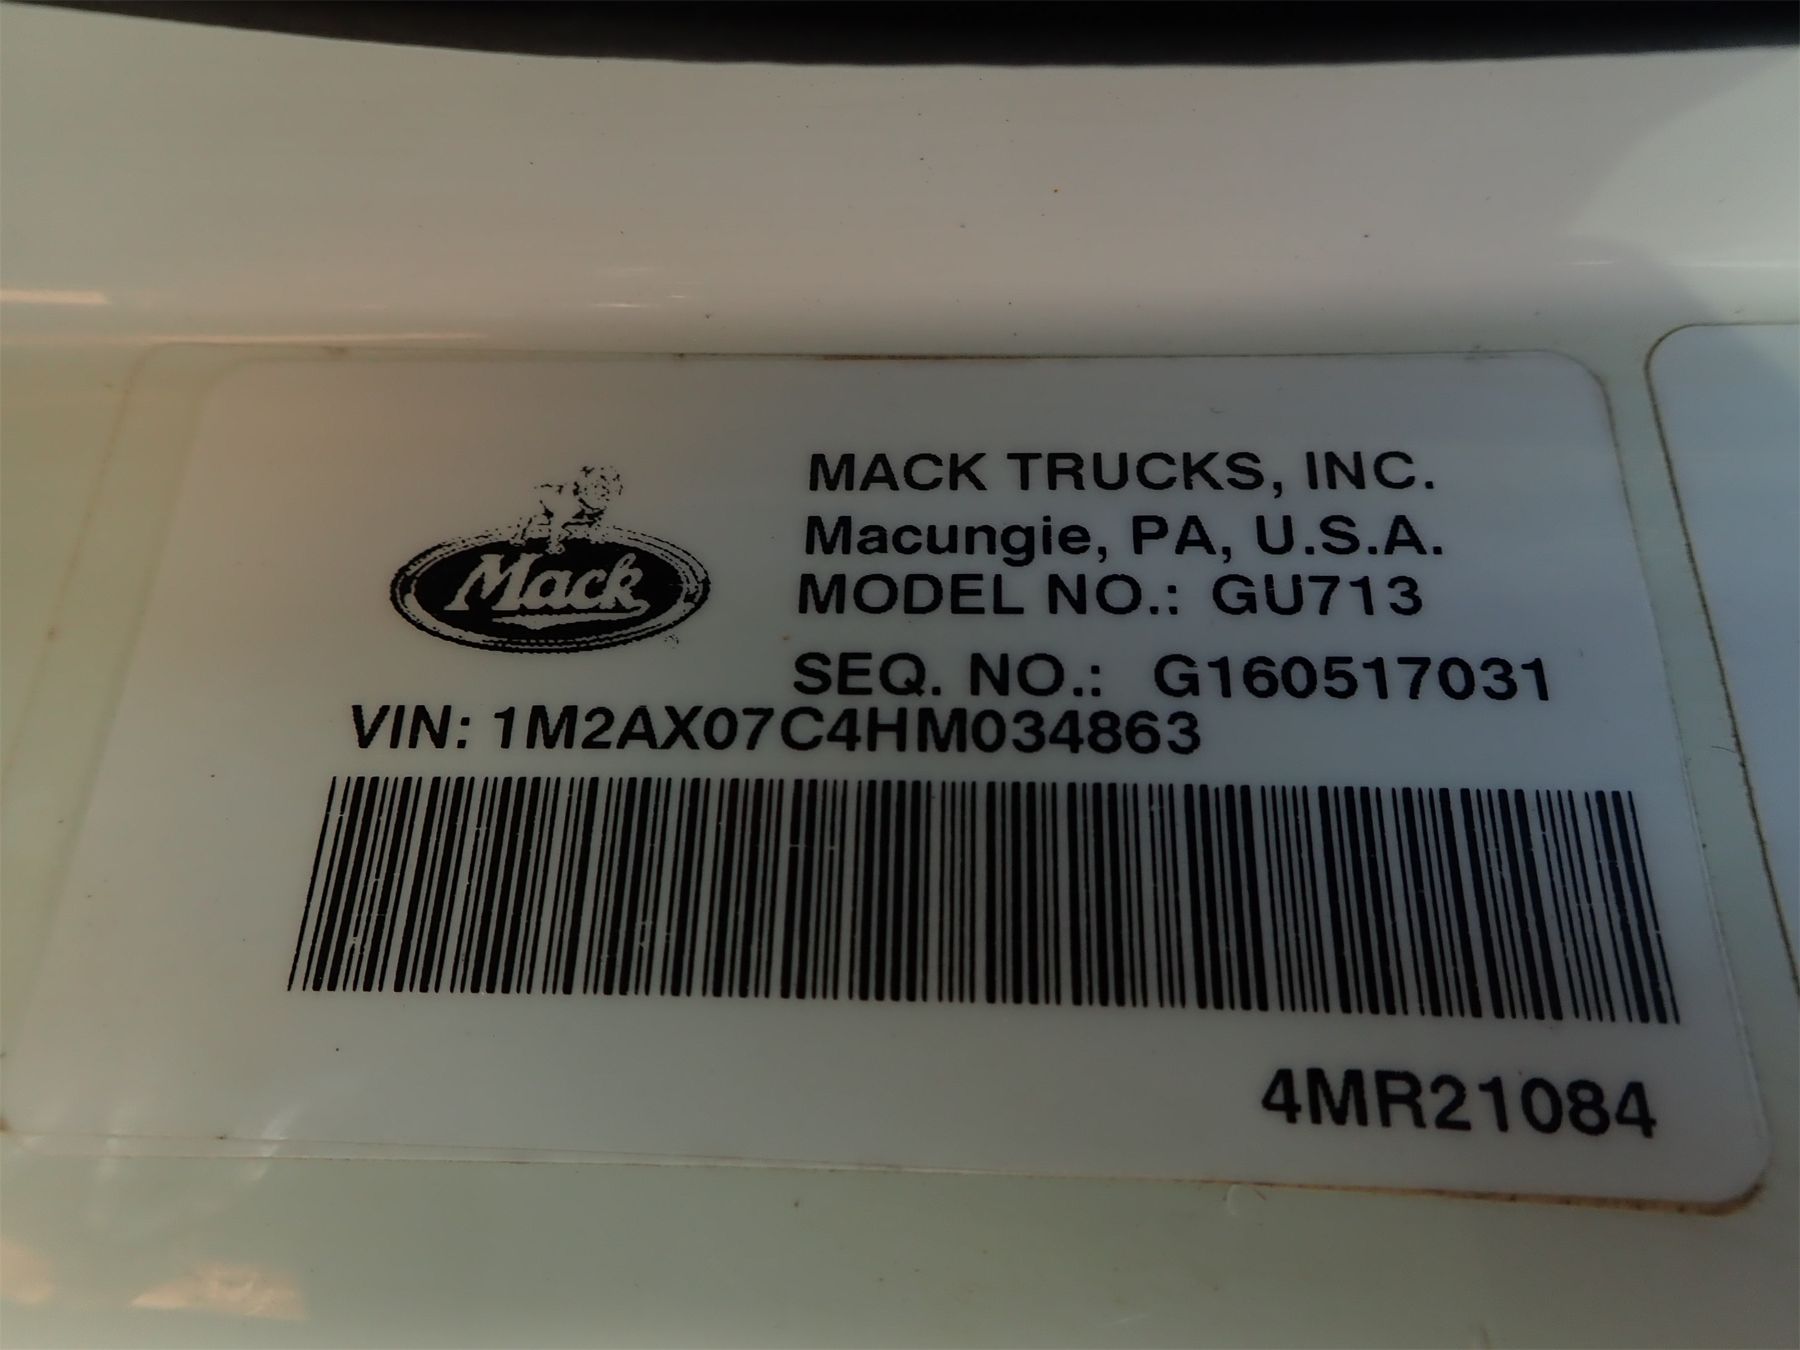 Mack
MACK TRUCKS, INC.
Macungie, PA, U.S.A.
MODEL NO.: GU713
SEQ. NO.: G160517031
VIN: 1M2AX07C4HM034863
4MR21084